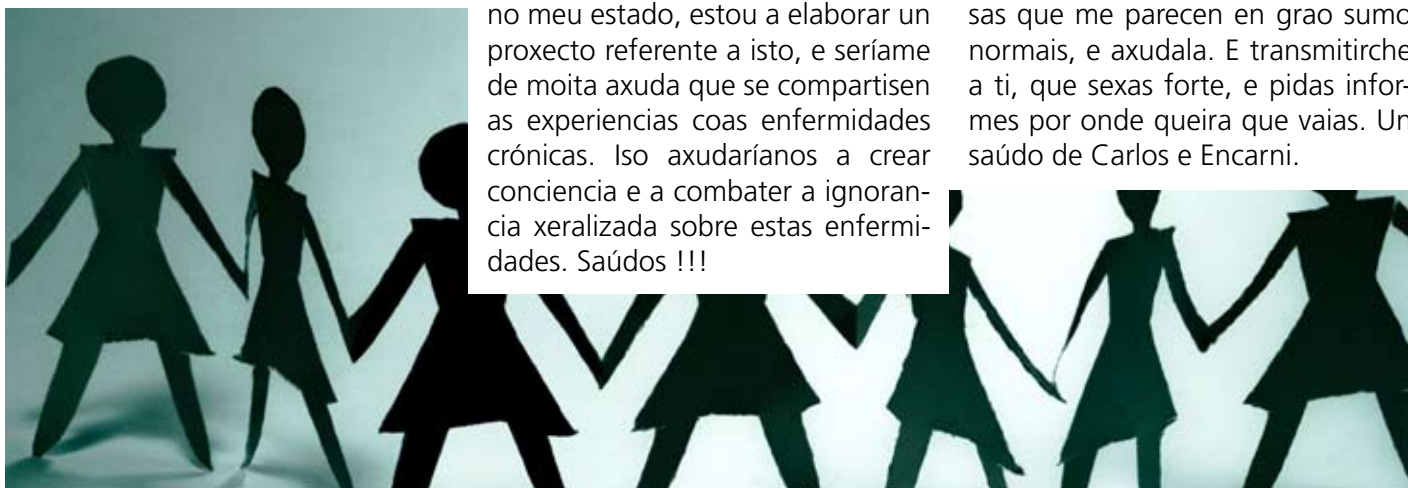 no meu estado, estou a elaborar un
proxecto referente a isto, e seríame
de moita axuda que se compartisen
as experiencias coas enfermidades
crónicas. Iso axudaríanos a crear
conciencia e a combater a ignoran-
cia xeralizada sobre estas enfermi-
dades. Saúdos !!!
sas que me parecen en grao sumo
normais, e axudala. E transmitirche
a ti, que sexas forte, e pidas infor-
mes por onde queira que vaias. Un
saúdo de Carlos e Encarni.